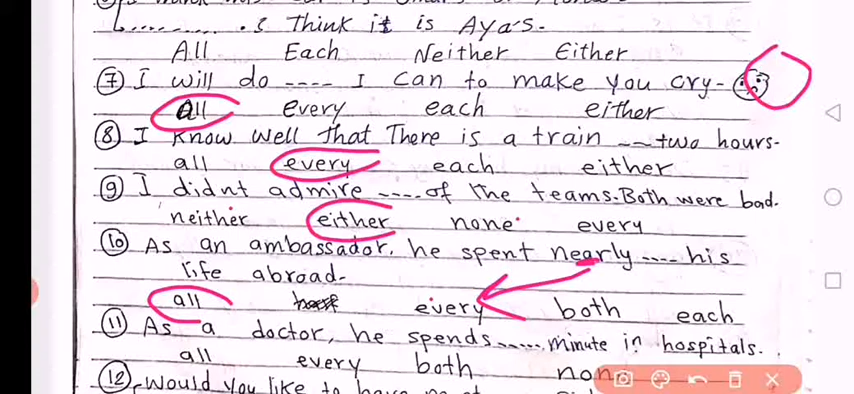 .& Think it is Aya's.
All Each Neither Either
⑦ I will do ---- I can to make you cry-
all every each either
⑧ I know well that There is a train --- two hours-
all every each either
⑨ I didnt admire ---- of the teams. Both were bad.
neither either none every
⑩ As an ambassador, he spent nearly ---- his
life abroad-
all every both each
⑪ As a doctor, he spends ...... minute in hospitals.
all every both non
⑫ Would you like to have